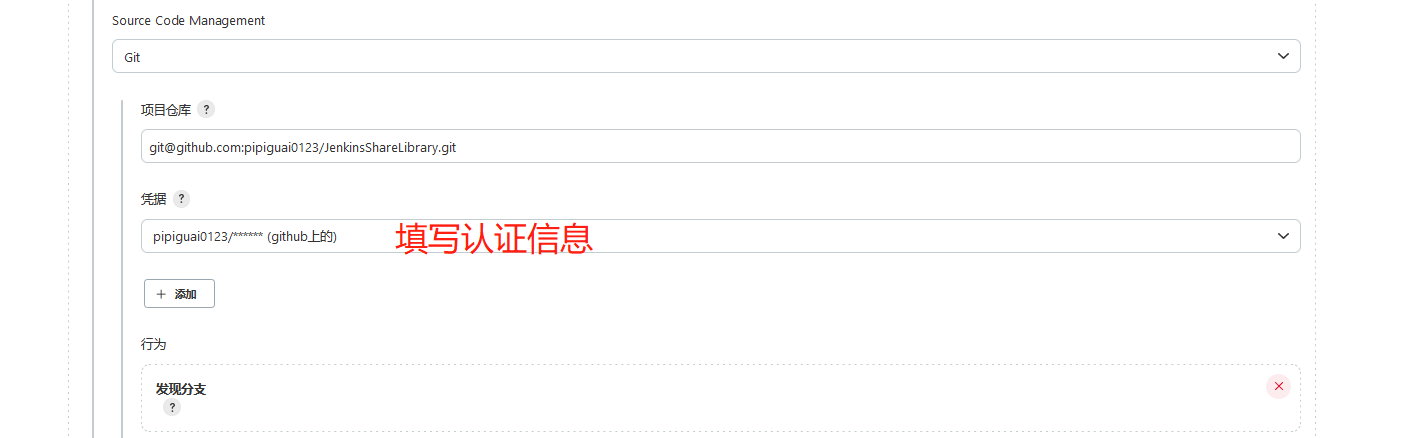 Source Code Management
Git
项目仓库 ?
git@github.com:pipiguai0123/JenkinsShareLibrary.git
凭据 ?
pipiguai0123/****** (github上的) 填写认证信息
+ 添加
行为
发现分支
?